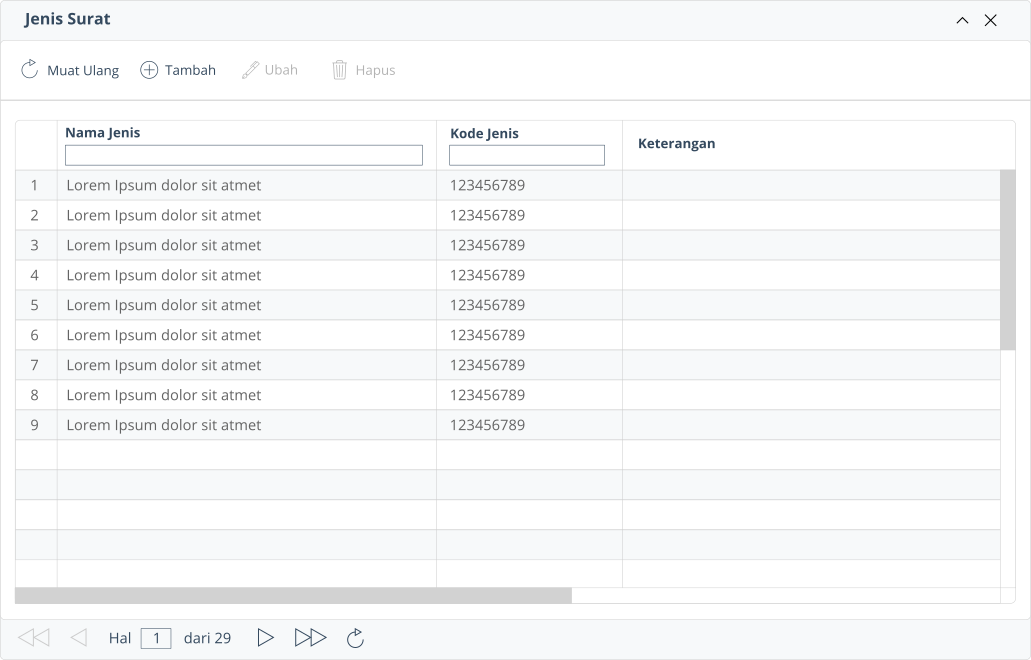 Jenis Surat
Muat Ulang Tambah Ubah Hapus
Nama Jenis Kode Jenis Keterangan
1 Lorem Ipsum dolor sit atmet 123456789
2 Lorem Ipsum dolor sit atmet 123456789
3 Lorem Ipsum dolor sit atmet 123456789
4 Lorem Ipsum dolor sit atmet 123456789
5 Lorem Ipsum dolor sit atmet 123456789
6 Lorem Ipsum dolor sit atmet 123456789
7 Lorem Ipsum dolor sit atmet 123456789
8 Lorem Ipsum dolor sit atmet 123456789
9 Lorem Ipsum dolor sit atmet 123456789
Hal 1 dari 29